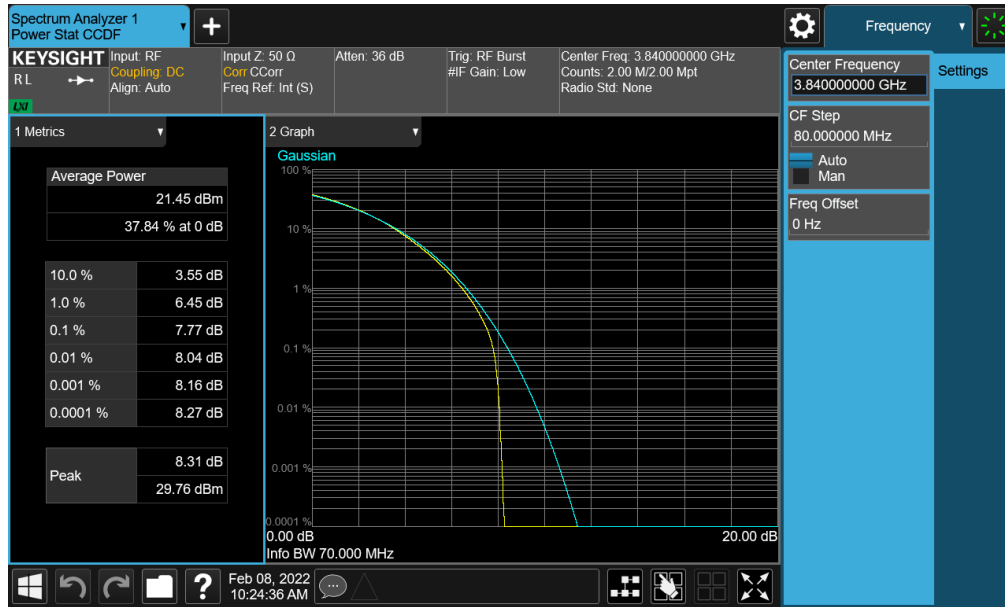 Spectrum Analyzer 1
Power Stat CCDF
+
Frequency
KEYSIGHT
RL
LXI
Input: RF
Coupling: DC
Align: Auto
Input Z: 50 Ω
Corr CCorr
Freq Ref: Int (S)
Atten: 36 dB
Trig: RF Burst
#IF Gain: Low
Center Freq: 3.840000000 GHz
Counts: 2.00 M/2.00 Mpt
Radio Std: None
Center Frequency
3.840000000 GHz
Settings
CF Step
80.000000 MHz
Auto
Man
Freq Offset
0 Hz
1 Metrics
Average Power
21.45 dBm
37.84 % at 0 dB
10.0 % 3.55 dB
1.0 % 6.45 dB
0.1 % 7.77 dB
0.01 % 8.04 dB
0.001 % 8.16 dB
0.0001 % 8.27 dB
Peak
8.31 dB
29.76 dBm
2 Graph
Gaussian
100 %
10 %
1 %
0.1 %
0.01 %
0.001 %
0.0001 %
0.00 dB 20.00 dB
Info BW 70.000 MHz
?
Feb 08, 2022
10:24:36 AM